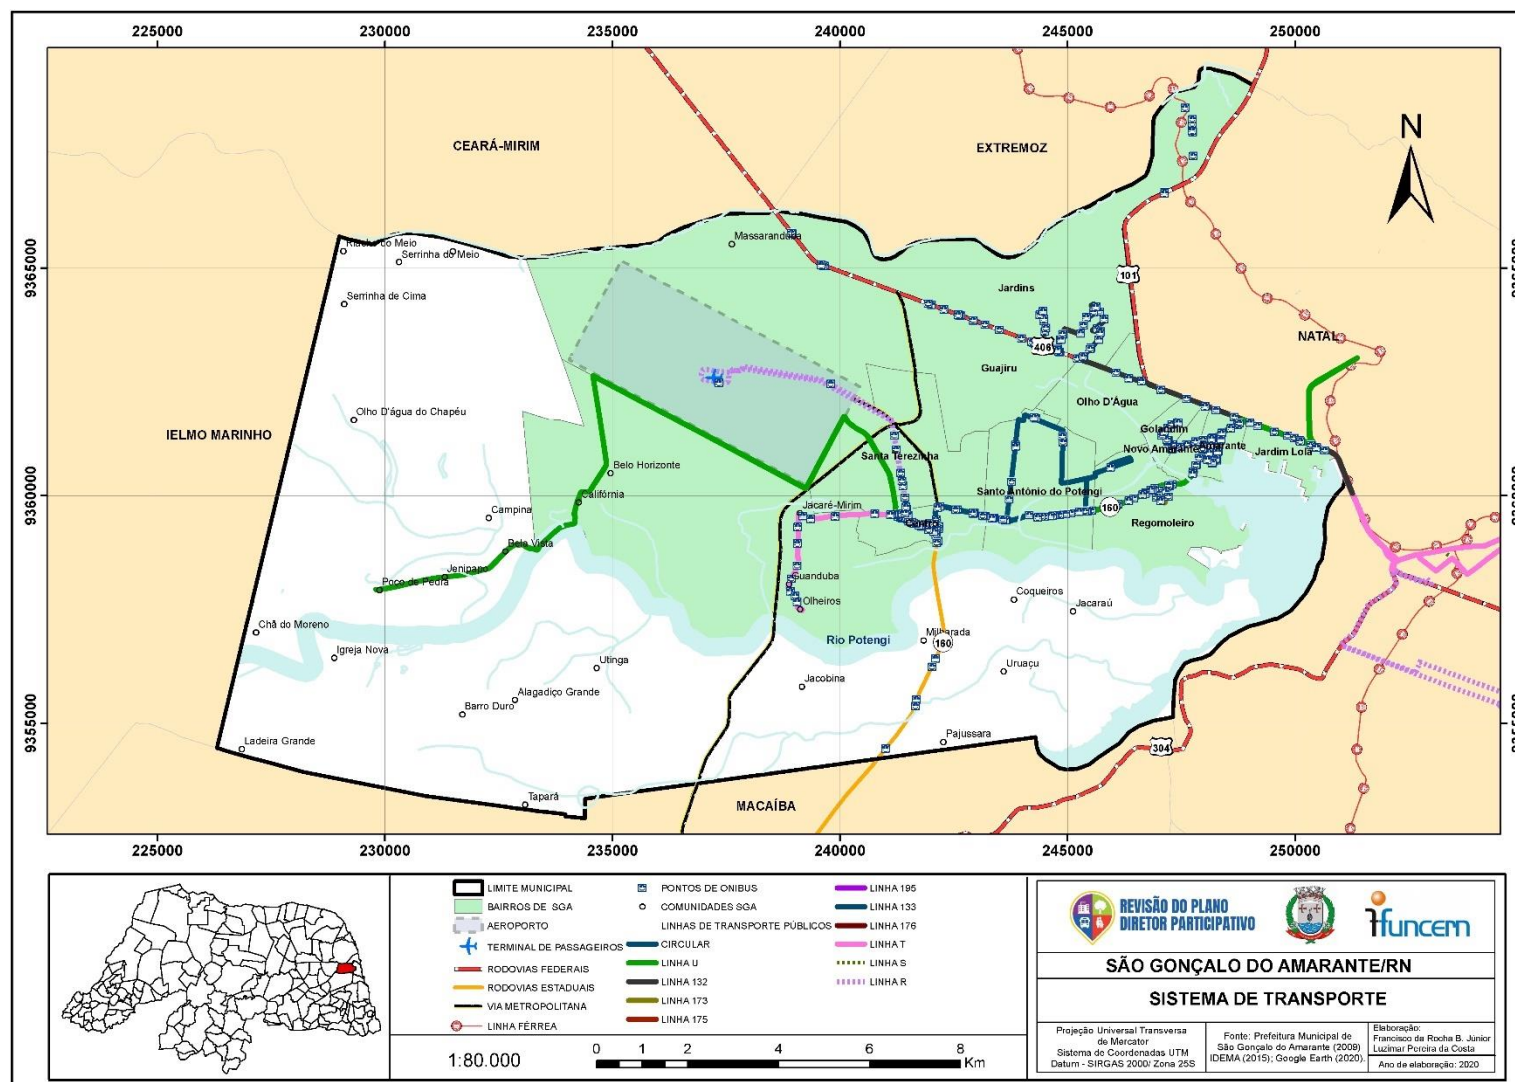 225000 230000 235000 240000 245000 250000
N
CEARÁ-MIRIM
EXTREMOZ
Massaranduba
Riacho do Meio
Serrinha do Meio
9365000
101
Serrinha de Cima
Jardins
NATAL
406
Guajiru
Olho D'Água
Olho D'água do Chapéu
IELMO MARINHO
Golandim
Santa Terezinha
Novo Amarante
Amarante
Jardim Lola
Belo Horizonte
9360000
Califórnia
Santo Antônio do Potengi
Jacaré-Mirim
160
Campina
Centro
Regomoleiro
Bela Vista
Jenipapo
Poço de Pedra
Guanduba
Olheiros
Coqueiros
Jacaraú
Chã do Moreno
Rio Potengi
Milharada
160
Igreja Nova
Utinga
Uruaçu
Jacobina
Alagadiço Grande
Barro Duro
9355000
Pajussara
Ladeira Grande
304
Tapará
MACAÍBA
225000 230000 235000 240000 245000 250000
LIMITE MUNICIPAL
BAIRROS DE SGA
AEROPORTO
TERMINAL DE PASSAGEIROS
RODOVIAS FEDERAIS
RODOVIAS ESTADUAIS
VIA METROPOLITANA
LINHA FÉRREA
PONTOS DE ONIBUS
COMUNIDADES SGA
LINHAS DE TRANSPORTE PÚBLICOS
CIRCULAR
LINHA U
LINHA 132
LINHA 173
LINHA 175
LINHA 195
LINHA 133
LINHA 176
LINHA T
LINHA S
LINHA R
1:80.000
0 1 2 4 6 8
Km
REVISÃO DO PLANO
DIRETOR PARTICIPATIVO
funcern
SÃO GONÇALO DO AMARANTE/RN
SISTEMA DE TRANSPORTE
Projeção Universal Transversa
de Mercator
Sistema de Coordenadas UTM
Datum - SIRGAS 2000/ Zona 25S
Fonte: Prefeitura Municipal de
São Gonçalo do Amarante (2009)
IDEMA (2015); Google Earth (2020).
Elaboração:
Francisco da Rocha B. Júnior
Luzimar Pereira da Costa
Ano de elaboração: 2020